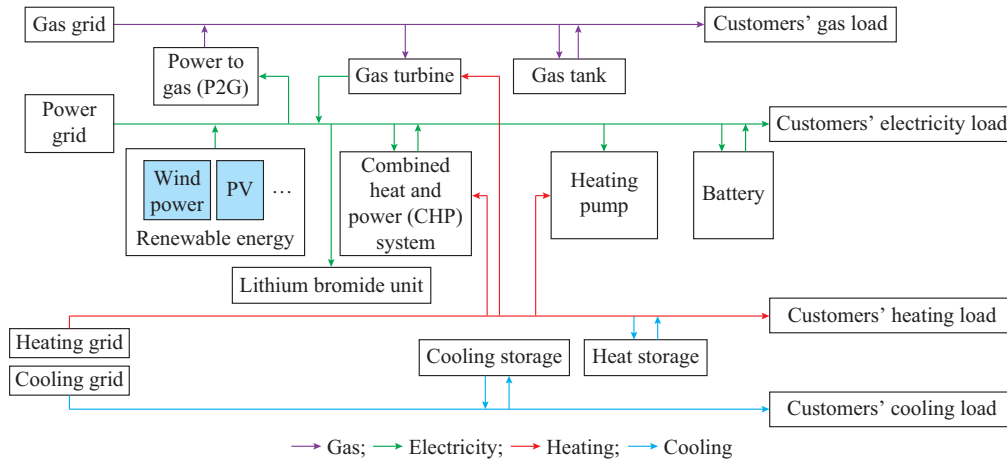 Gas grid
Customers’ gas load
Power to
gas (P2G)
Gas turbine
Gas tank
Power
grid
Customers’ electricity load
Wind
power
PV
...
Renewable energy
Combined
heat and
power (CHP)
system
Heating
pump
Battery
Lithium bromide unit
Customers’ heating load
Heating grid
Cooling storage
Heat storage
Cooling grid
Customers’ cooling load
Gas; Electricity; Heating; Cooling